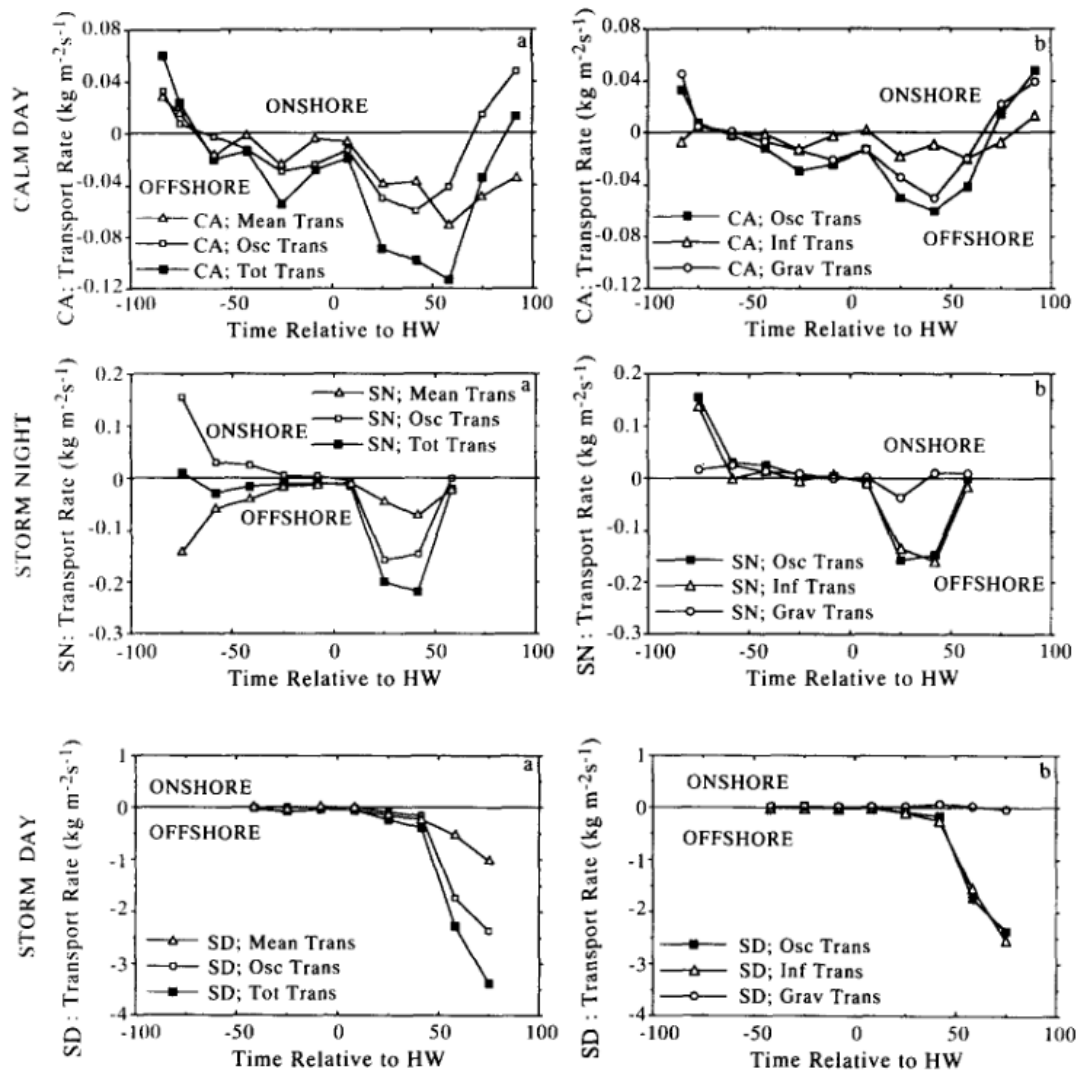 CALM DAY
CA; Transport Rate (kg m-2s-1)
0.08
0.04
0
-0.04
-0.08
-0.12
a
ONSHORE
OFFSHORE
CA; Mean Trans
CA; Osc Trans
CA; Tot Trans
-100 -50 0 50 100
Time Relative to HW
CA; Transport Rate (kg m-2s-1)
0.08
0.04
0
-0.04
-0.08
-0.12
b
ONSHORE
CA; Osc Trans
CA; Inf Trans
OFFSHORE
CA; Grav Trans
-100 -50 0 50 100
Time Relative to HW
STORM NIGHT
SN; Transport Rate (kg m-2s-1)
0.2
0.1
0
-0.1
-0.2
-0.3
a
SN; Mean Trans
ONSHORE
SN; Osc Trans
SN; Tot Trans
OFFSHORE
-100 -50 0 50 100
Time Relative to HW
SN : Transport Rate (kg m-2s-1)
0.2
0.1
0
-0.1
-0.2
-0.3
b
ONSHORE
SN; Osc Trans
SN; Inf Trans
OFFSHORE
SN; Grav Trans
-100 -50 0 50 100
Time Relative to HW
STORM DAY
SD : Transport Rate (kg m-2s-1)
1
0
-1
-2
-3
-4
a
ONSHORE
OFFSHORE
SD; Mean Trans
SD; Osc Trans
SD; Tot Trans
-100 -50 0 50 100
Time Relative to HW
SD : Transport Rate (kg m-2s-1)
1
0
-1
-2
-3
-4
b
ONSHORE
OFFSHORE
SD; Osc Trans
SD; Inf Trans
SD; Grav Trans
-100 -50 0 50 100
Time Relative to HW